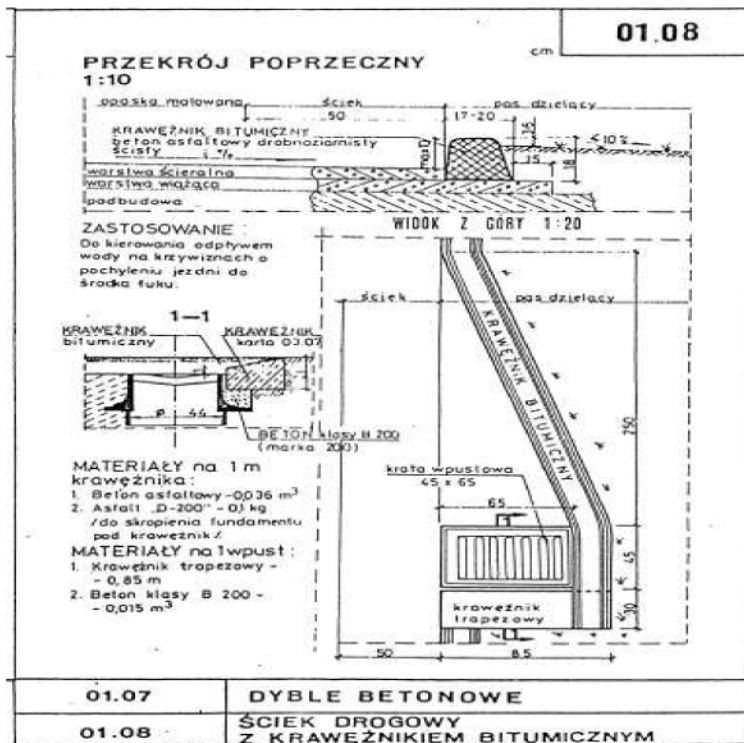 01.08
cm
PRZEKRÓJ POPRZECZNY
1:10
opaska malowana
ściek
pas dzielący
50
17-20
KRAWĘŻNIK BITUMICZNY
beton asfaltowy drobnoziarnisty
ścisły
i %
≤10%
15
18
warstwa ścieralna
warstwa wiążąca
podbudowa
ZASTOSOWANIE:
Do kierowania odpływem
wody na krzywiznach o
pochyleniu jezdni do
środka łuku.
WIDOK Z GÓRY 1:20
ściek
pas dzielący
KRAWĘŻNIK BITUMICZNY
250
1—1
KRAWĘŻNIK
bitumiczny
KRAWĘŻNIK
karta 03.07
ø 44
BETON klasy B 200
(marka 200)
krata wpustowa
45 x 65
65
1
45
30
krawężnik
trapezowy
50
85
MATERIAŁY na 1 m
krawężnika:
1. Beton asfaltowy -0,036 m³
2. Asfalt „D-200" - 0,1 kg
/do skropienia fundamentu
pod krawężnik/.
MATERIAŁY na 1 wpust:
1. Krawężnik trapezowy -
- 0,85 m
2. Beton klasy B 200 -
- 0,015 m³
01.07 DYBLE BETONOWE
01.08 ŚCIEK DROGOWY
Z KRAWĘŻNIKIEM BITUMICZNYM